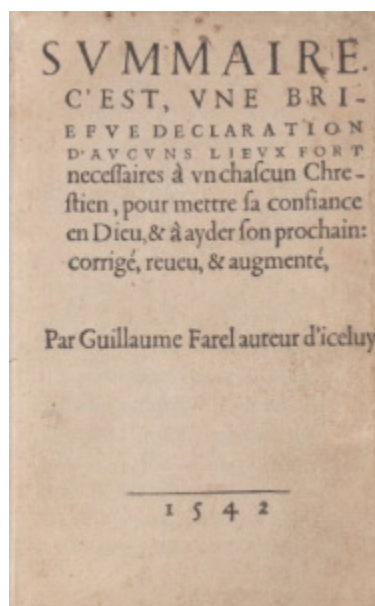 SVMMAIRE.
C'EST, VNE BRI-
EFVE DECLARATION
D'AVCVNS LIEVX FORT
neceſſaires à vn chaſcun Chre-
ſtien, pour mettre ſa confiance
en Dieu, & à ayder ſon prochain:
corrigé, reueu, & augmenté,
Par Guillaume Farel auteur d'iceluy
1542